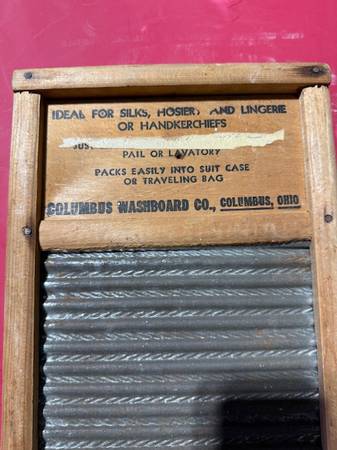 IDEAL FOR SILKS, HOSIERY AND LINGERIE
OR HANDKERCHIEFS
JUST
PAIL OR LAVATORY
PACKS EASILY INTO SUIT CASE
OR TRAVELING BAG
COLUMBUS WASHBOARD CO., COLUMBUS, OHIO